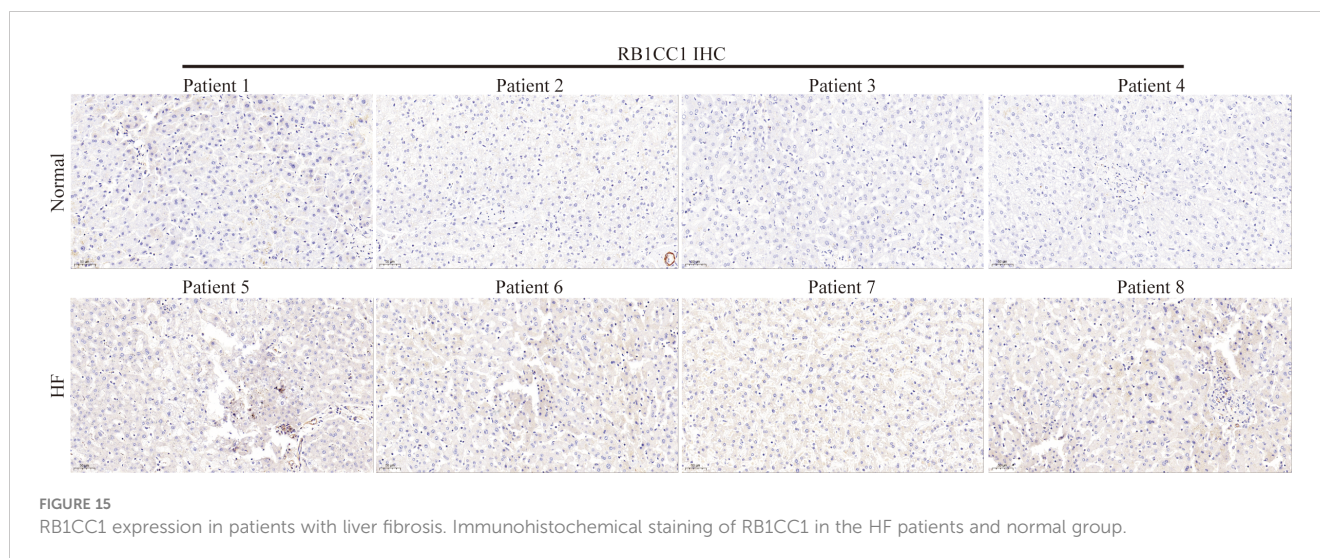 RB1CC1 IHC
Patient 1 Patient 2 Patient 3 Patient 4
Normal
Patient 5 Patient 6 Patient 7 Patient 8
HF
FIGURE 15
RB1CC1 expression in patients with liver fibrosis. Immunohistochemical staining of RB1CC1 in the HF patients and normal group.